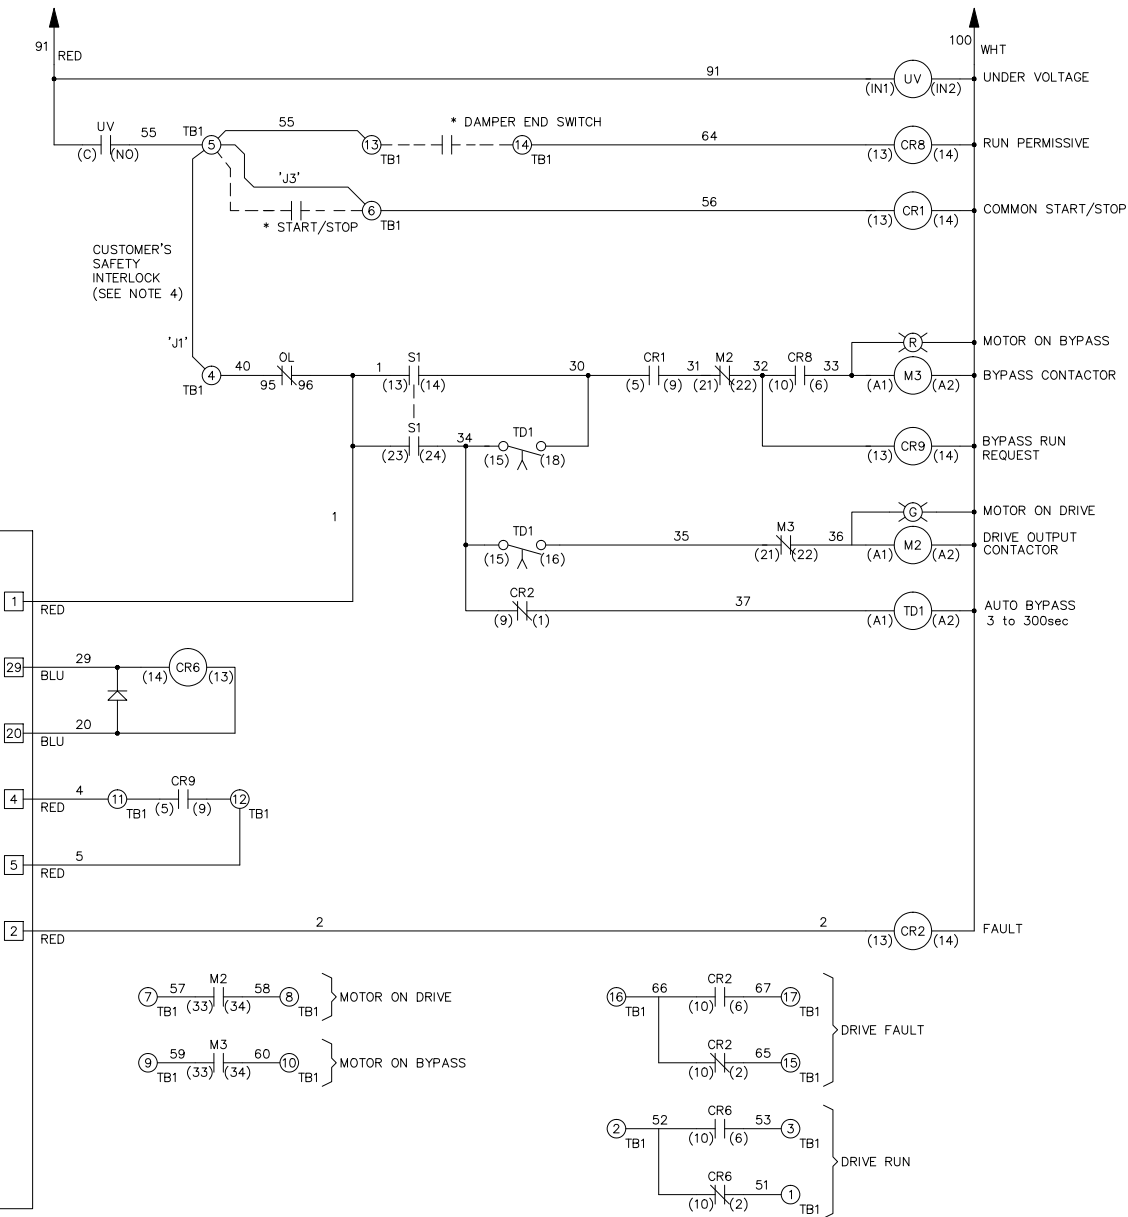 91 RED
100 WHT
91
(IN1) UV (IN2) UNDER VOLTAGE
UV 55
(C) (NO)
TB1 5
55
13 TB1
* DAMPER END SWITCH
14 TB1
64
(13) CR8 (14) RUN PERMISSIVE
'J3'
* START/STOP
6 TB1
56
(13) CR1 (14) COMMON START/STOP
CUSTOMER'S
SAFETY
INTERLOCK
(SEE NOTE 4)
'J1'
TB1 4
40
OL
95 96
1
S1
(13) (14)
30
CR1
(5) (9)
31
M2
(21) (22)
32
CR8
(10) (6)
33
R MOTOR ON BYPASS
(A1) M3 (A2) BYPASS CONTACTOR
S1
(23) (24)
34
TD1
(15) (18)
(13) CR9 (14) BYPASS RUN
REQUEST
1
G MOTOR ON DRIVE
TD1
(15) (16)
35
M3
(21) (22)
36
(A1) M2 (A2) DRIVE OUTPUT
CONTACTOR
CR2
(9) (1)
37
(A1) TD1 (A2) AUTO BYPASS
3 to 300sec
1 RED
29 BLU 29
(14) CR6 (13)
20 BLU 20
4 RED 4
11 TB1
CR9
(5) (9)
12 TB1
5 RED 5
2 RED
2
2
(13) CR2 (14) FAULT
7 TB1 57 M2 (33) (34) 58 8 TB1 MOTOR ON DRIVE
9 TB1 59 M3 (33) (34) 60 10 TB1 MOTOR ON BYPASS
16 TB1 66 CR2 (10) (6) 67 17 TB1
DRIVE FAULT
CR2 (10) (2) 65 15 TB1
2 TB1 52 CR6 (10) (6) 53 3 TB1
DRIVE RUN
CR6 (10) (2) 51 1 TB1